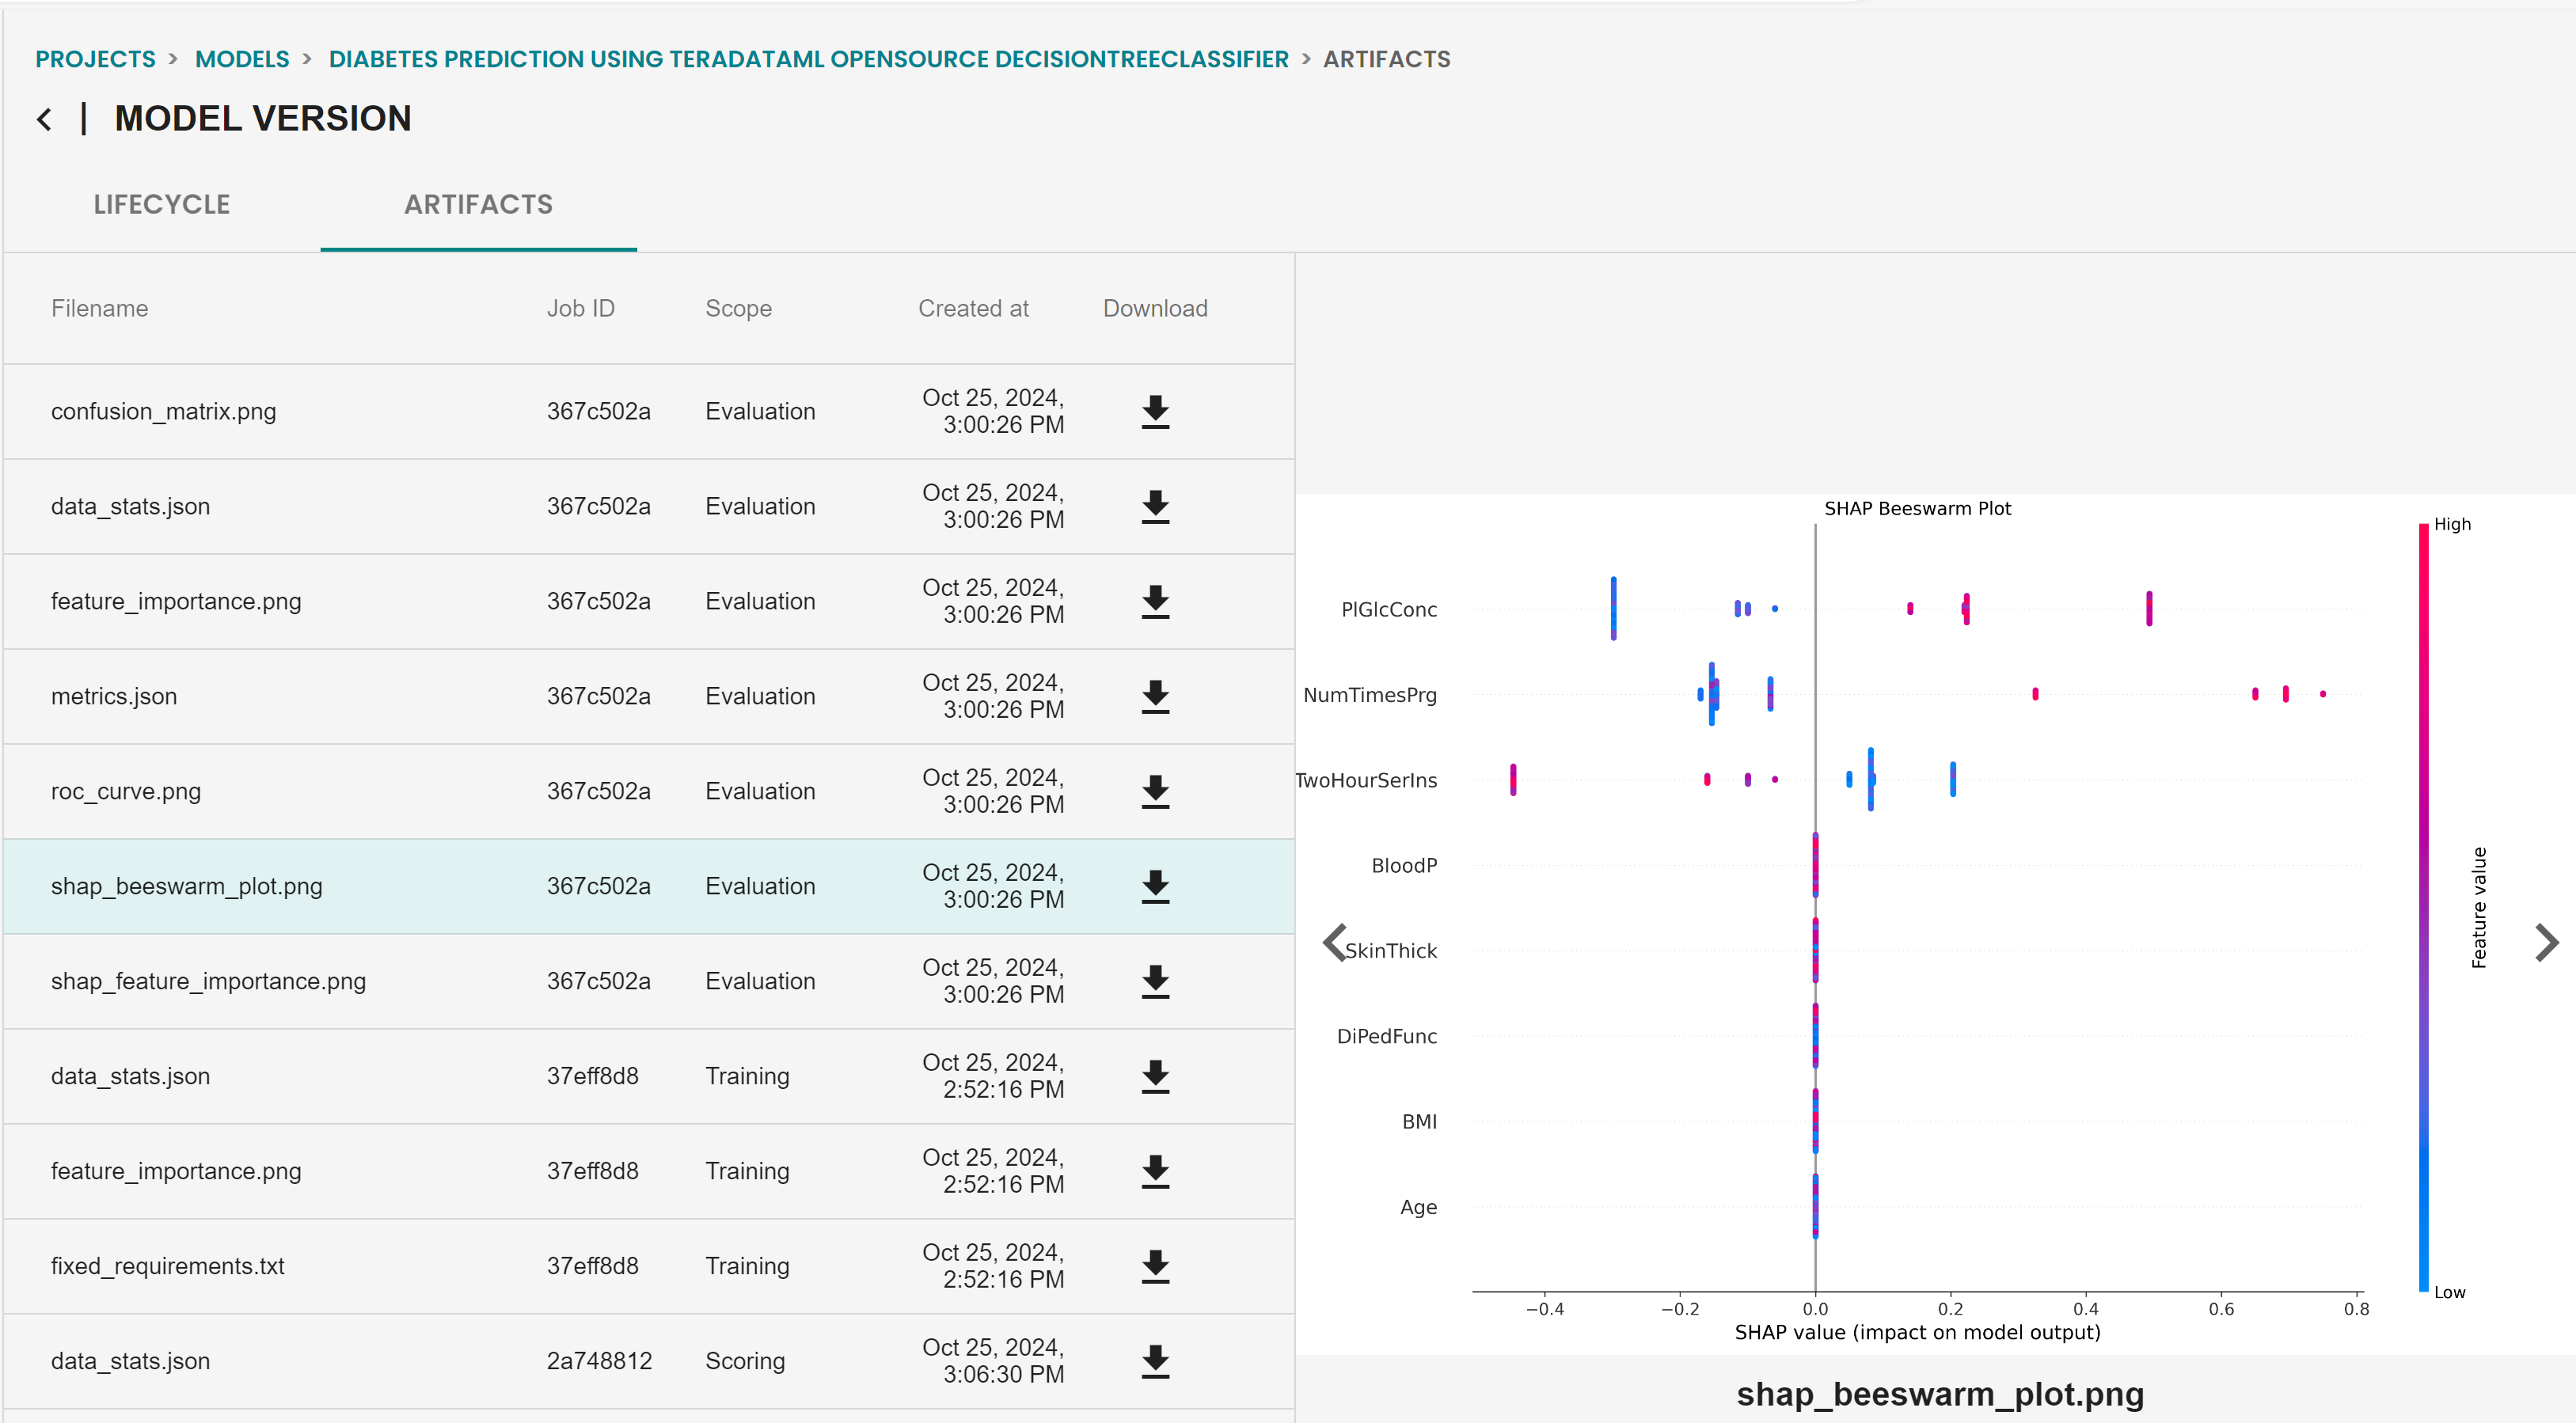 PROJECTS > MODELS > DIABETES PREDICTION USING TERADATAML OPENSOURCE DECISIONTREECLASSIFIER > ARTIFACTS
| MODEL VERSION
LIFECYCLE ARTIFACTS
Filename Job ID Scope Created at Download
confusion_matrix.png 367c502a Evaluation Oct 25, 2024,
3:00:26 PM
data_stats.json 367c502a Evaluation Oct 25, 2024,
3:00:26 PM
feature_importance.png 367c502a Evaluation Oct 25, 2024,
3:00:26 PM
metrics.json 367c502a Evaluation Oct 25, 2024,
3:00:26 PM
roc_curve.png 367c502a Evaluation Oct 25, 2024,
3:00:26 PM
shap_beeswarm_plot.png 367c502a Evaluation Oct 25, 2024,
3:00:26 PM
shap_feature_importance.png 367c502a Evaluation Oct 25, 2024,
3:00:26 PM
data_stats.json 37eff8d8 Training Oct 25, 2024,
2:52:16 PM
feature_importance.png 37eff8d8 Training Oct 25, 2024,
2:52:16 PM
fixed_requirements.txt 37eff8d8 Training Oct 25, 2024,
2:52:16 PM
data_stats.json 2a748812 Scoring Oct 25, 2024,
3:06:30 PM
SHAP Beeswarm Plot
High
PlGlcConc
NumTimesPrg
TwoHourSerIns
BloodP
SkinThick
DiPedFunc
BMI
Age
Feature value
Low
−0.4 −0.2 0.0 0.2 0.4 0.6 0.8
SHAP value (impact on model output)
shap_beeswarm_plot.png